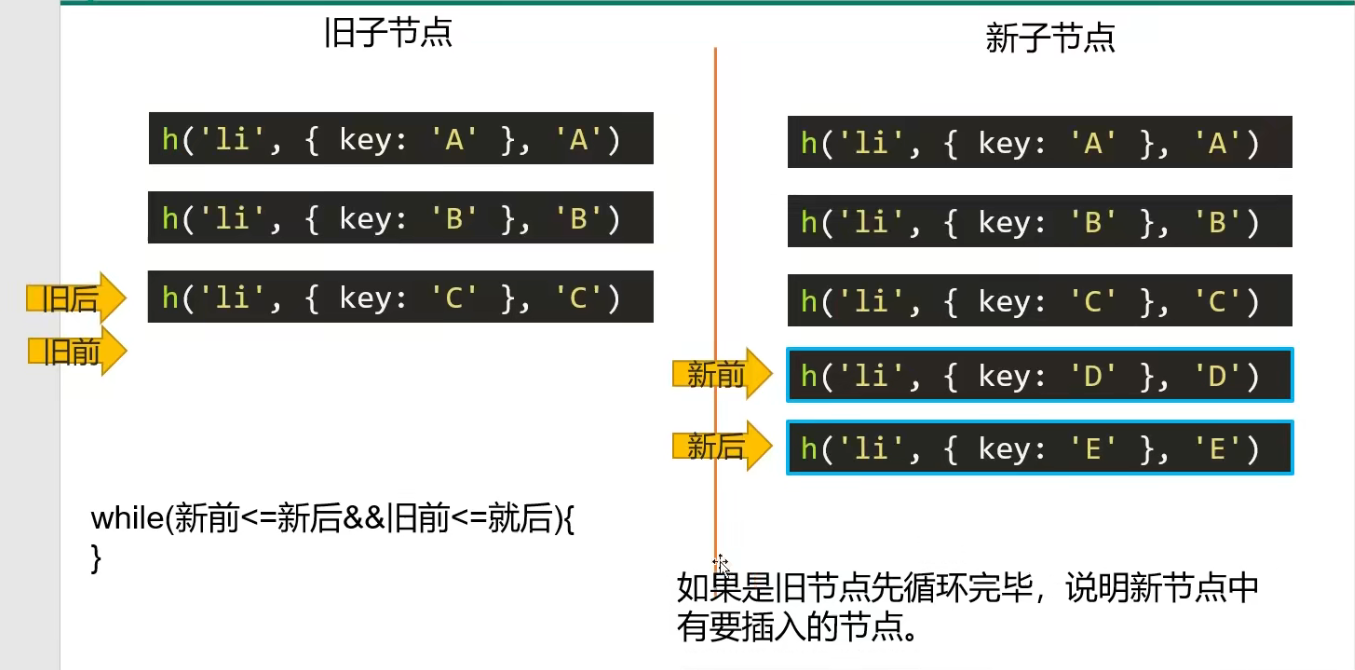 旧子节点
新子节点
h('li', { key: 'A' }, 'A')
h('li', { key: 'B' }, 'B')
旧后
h('li', { key: 'C' }, 'C')
旧前
h('li', { key: 'A' }, 'A')
h('li', { key: 'B' }, 'B')
h('li', { key: 'C' }, 'C')
新前
h('li', { key: 'D' }, 'D')
新后
h('li', { key: 'E' }, 'E')
while(新前<=新后&&旧前<=就后){
}
如果是旧节点先循环完毕，说明新节点中
有要插入的节点。